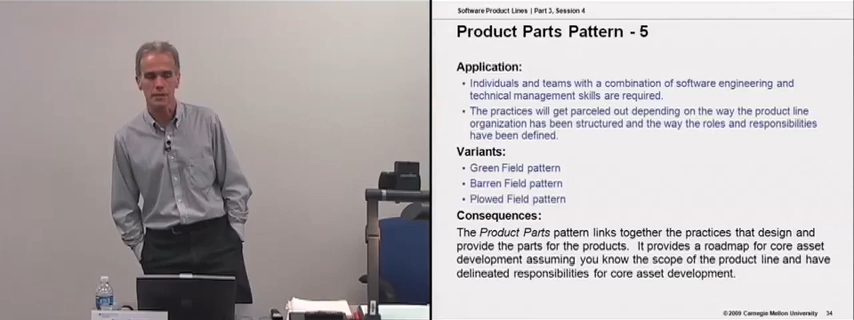 Software Product Lines | Part 3, Session 4
Product Parts Pattern - 5
Application:
• Individuals and teams with a combination of software engineering and
technical management skills are required.
• The practices will get parceled out depending on the way the product line
organization has been structured and the way the roles and responsibilities
have been defined.
Variants:
• Green Field pattern
• Barren Field pattern
• Plowed Field pattern
Consequences:
The Product Parts pattern links together the practices that design and
provide the parts for the products. It provides a roadmap for core asset
development assuming you know the scope of the product line and have
delineated responsibilities for core asset development.
© 2009 Carnegie Mellon University 34